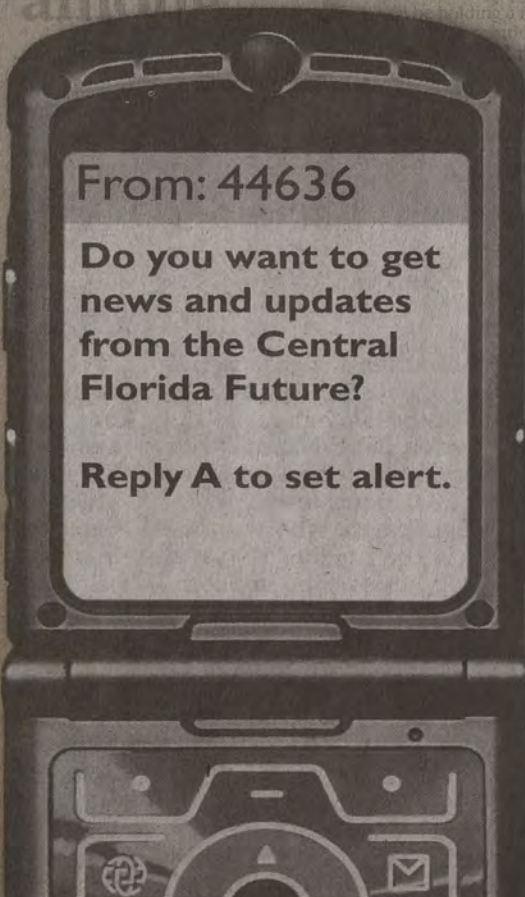 From: 44636
Do you want to get
news and updates
from the Central
Florida Future?
Reply A to set alert.